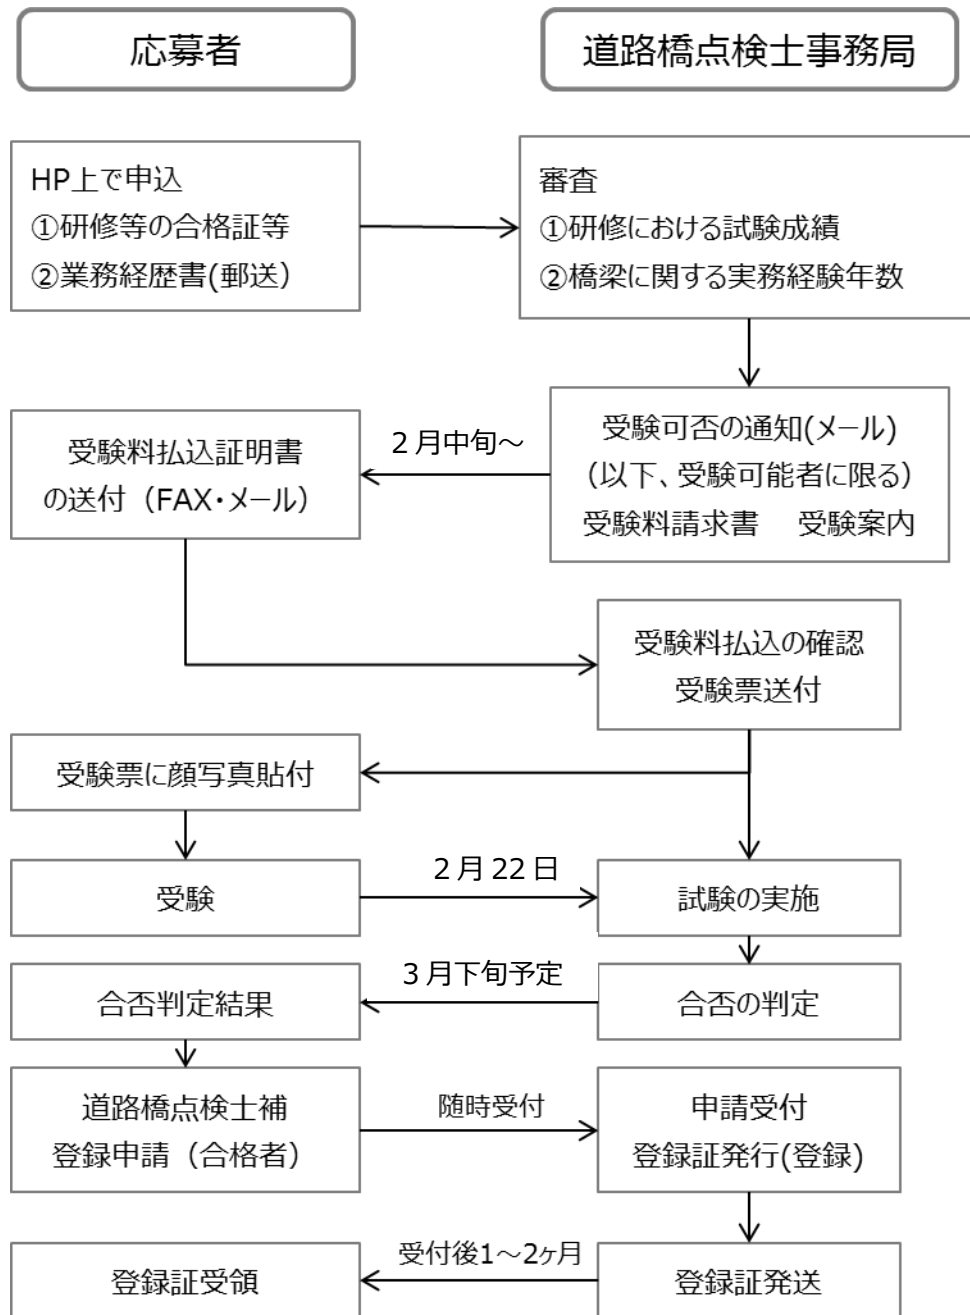 応募者
道路橋点検士事務局
HP上で申込
①研修等の合格証等
②業務経歴書(郵送）
審査
①研修における試験成績
②橋梁に関する実務経験年数
受験可否の通知(メール)
（以下、受験可能者に限る）
受験料請求書　受験案内
２月中旬～
受験料払込証明書
の送付（FAX・メール）
受験料払込の確認
受験票送付
受験票に顔写真貼付
受験
２月 22 日
試験の実施
合否の判定
３月下旬予定
合否判定結果
道路橋点検士補
登録申請（合格者）
随時受付
申請受付
登録証発行(登録)
登録証発送
受付後1～2ヶ月
登録証受領